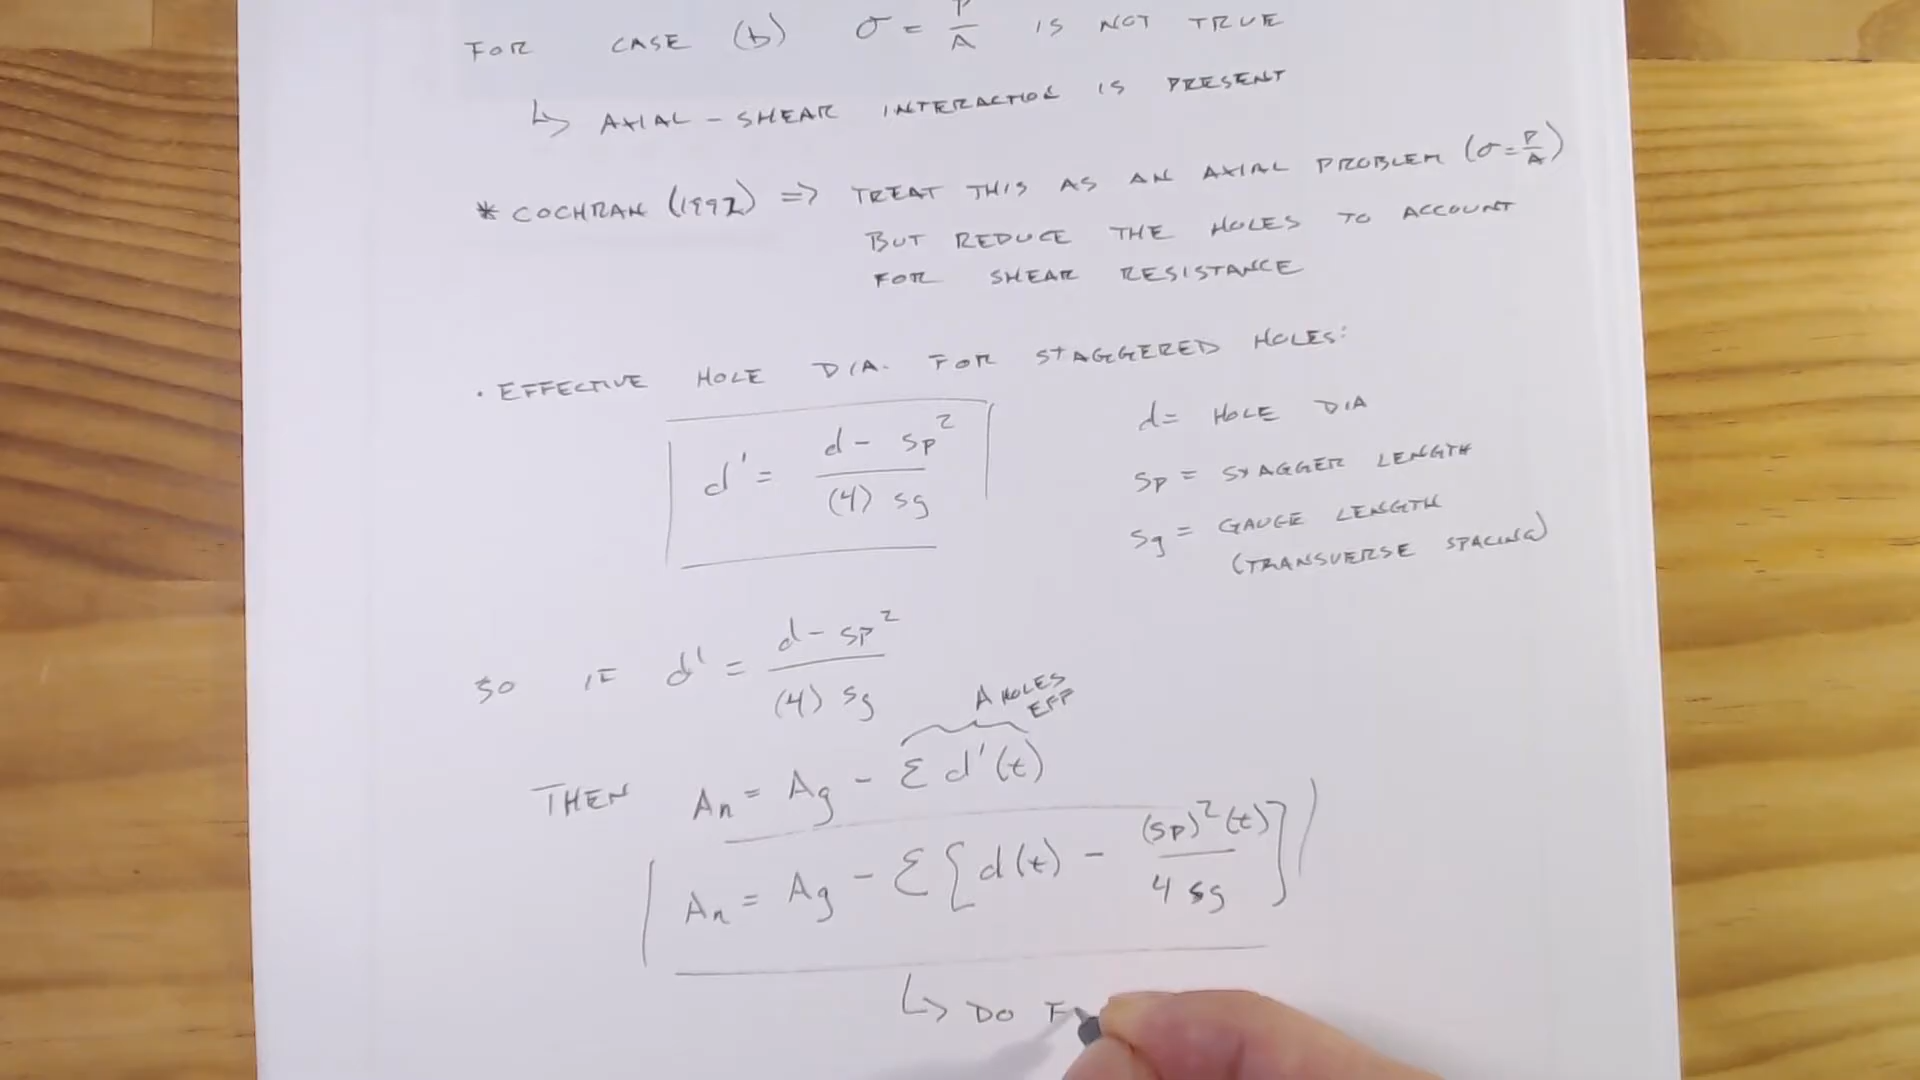 FOR CASE (b) σ = P/A IS NOT TRUE
↳ AXIAL - SHEAR INTERACTION IS PRESENT
* COCHRAN (1992) => TREAT THIS AS AN AXIAL PROBLEM (σ = P/A)
BUT REDUCE THE HOLES TO ACCOUNT
FOR SHEAR RESISTANCE
· EFFECTIVE HOLE DIA. FOR STAGGERED HOLES:
d' = (d - sp²) / ((4) sg)
d = HOLE DIA
sp = STAGGER LENGTH
sg = GAUGE LENGTH
(TRANSVERSE SPACING)
SO IF d' = (d - sp²) / ((4) sg)
A HOLES
EFF
THEN An = Ag - Σ d'(t)
An = Ag - Σ [d(t) - (sp)²(t) / 4 sg]
↳ DO F